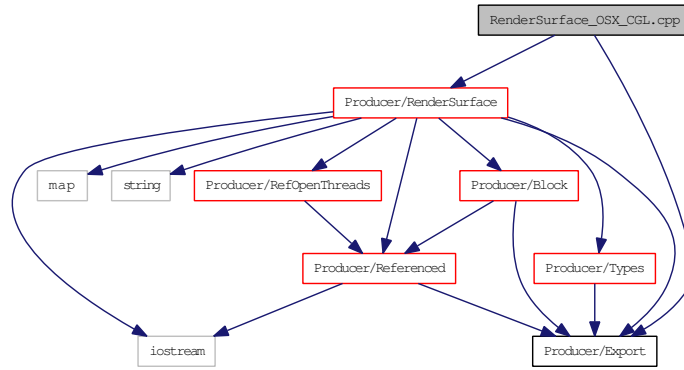 RenderSurface_OSX_CGL.cpp
Producer/RenderSurface
map
string
Producer/RefOpenThreads
Producer/Block
Producer/Referenced
Producer/Types
iostream
Producer/Export